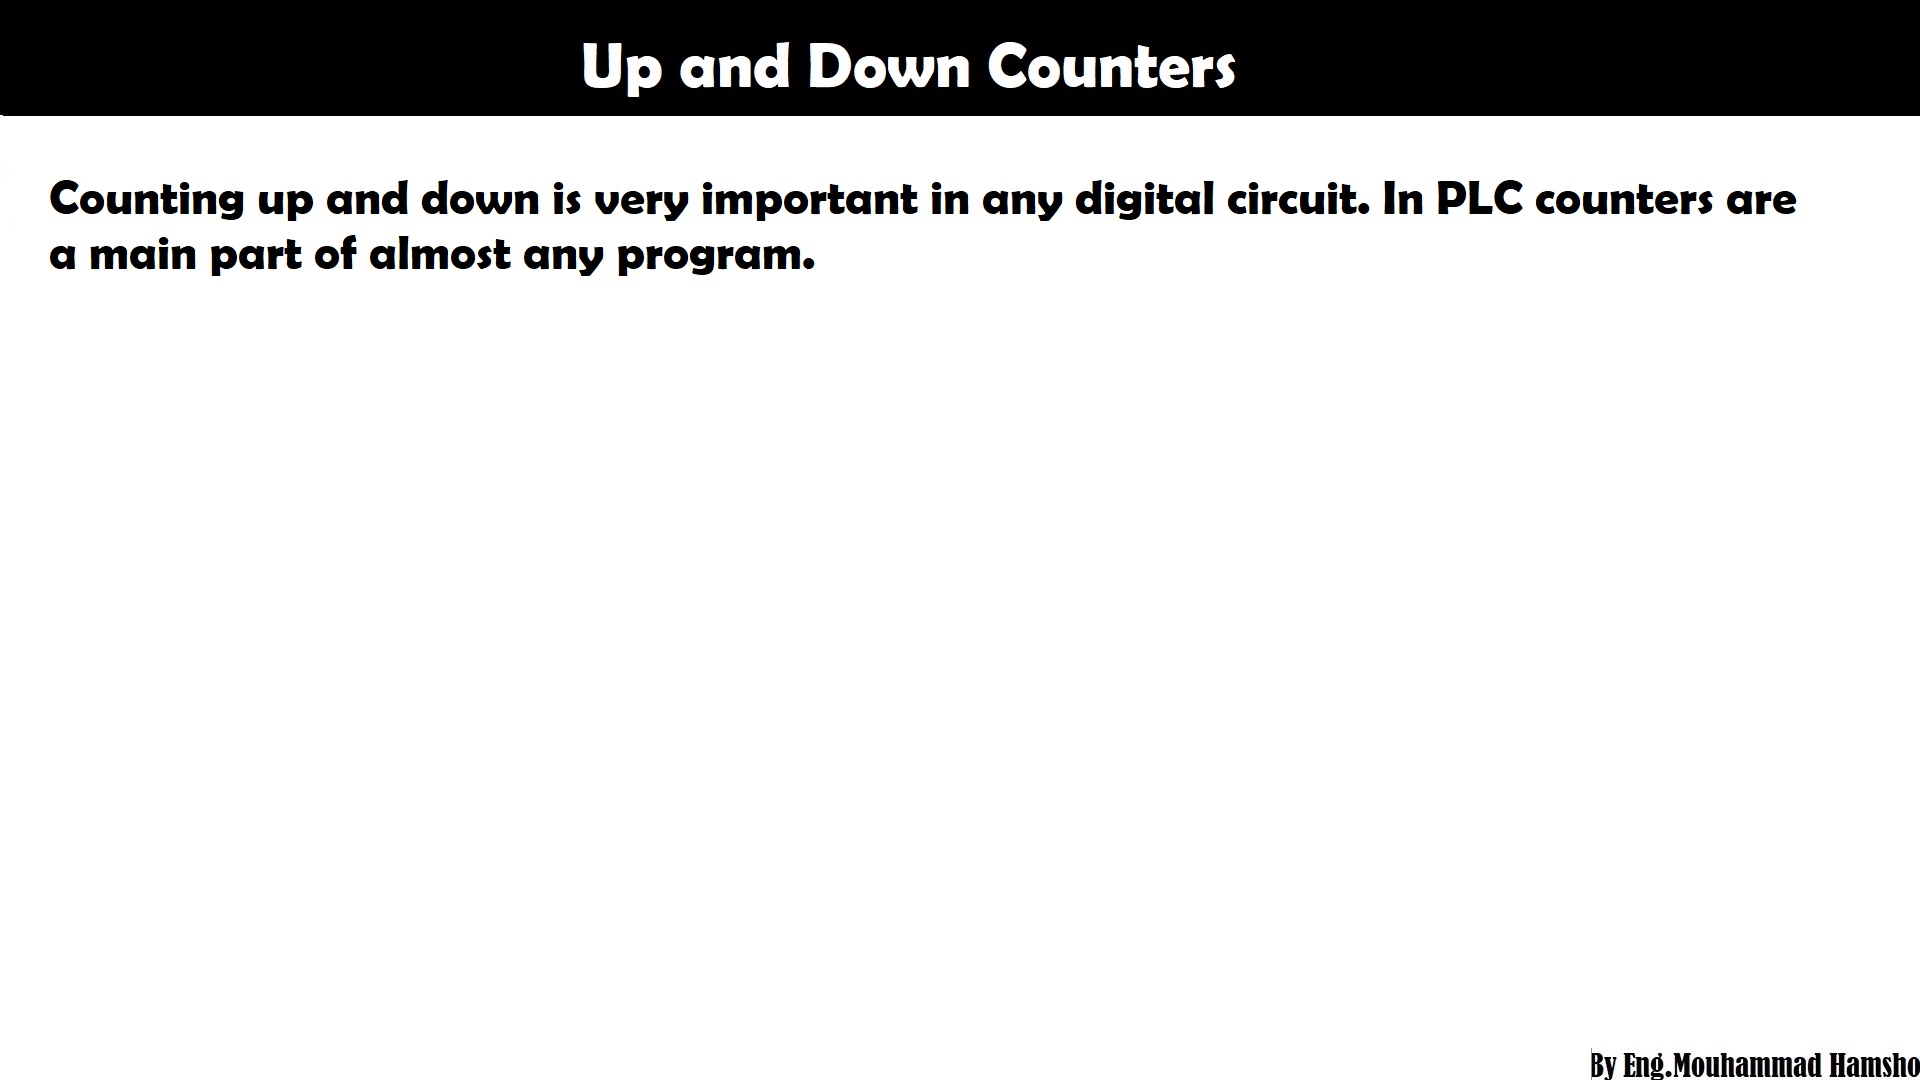 Up and Down Counters
Counting up and down is very important in any digital circuit. In PLC counters are
a main part of almost any program.
By Eng.Mouhammad Hamsho